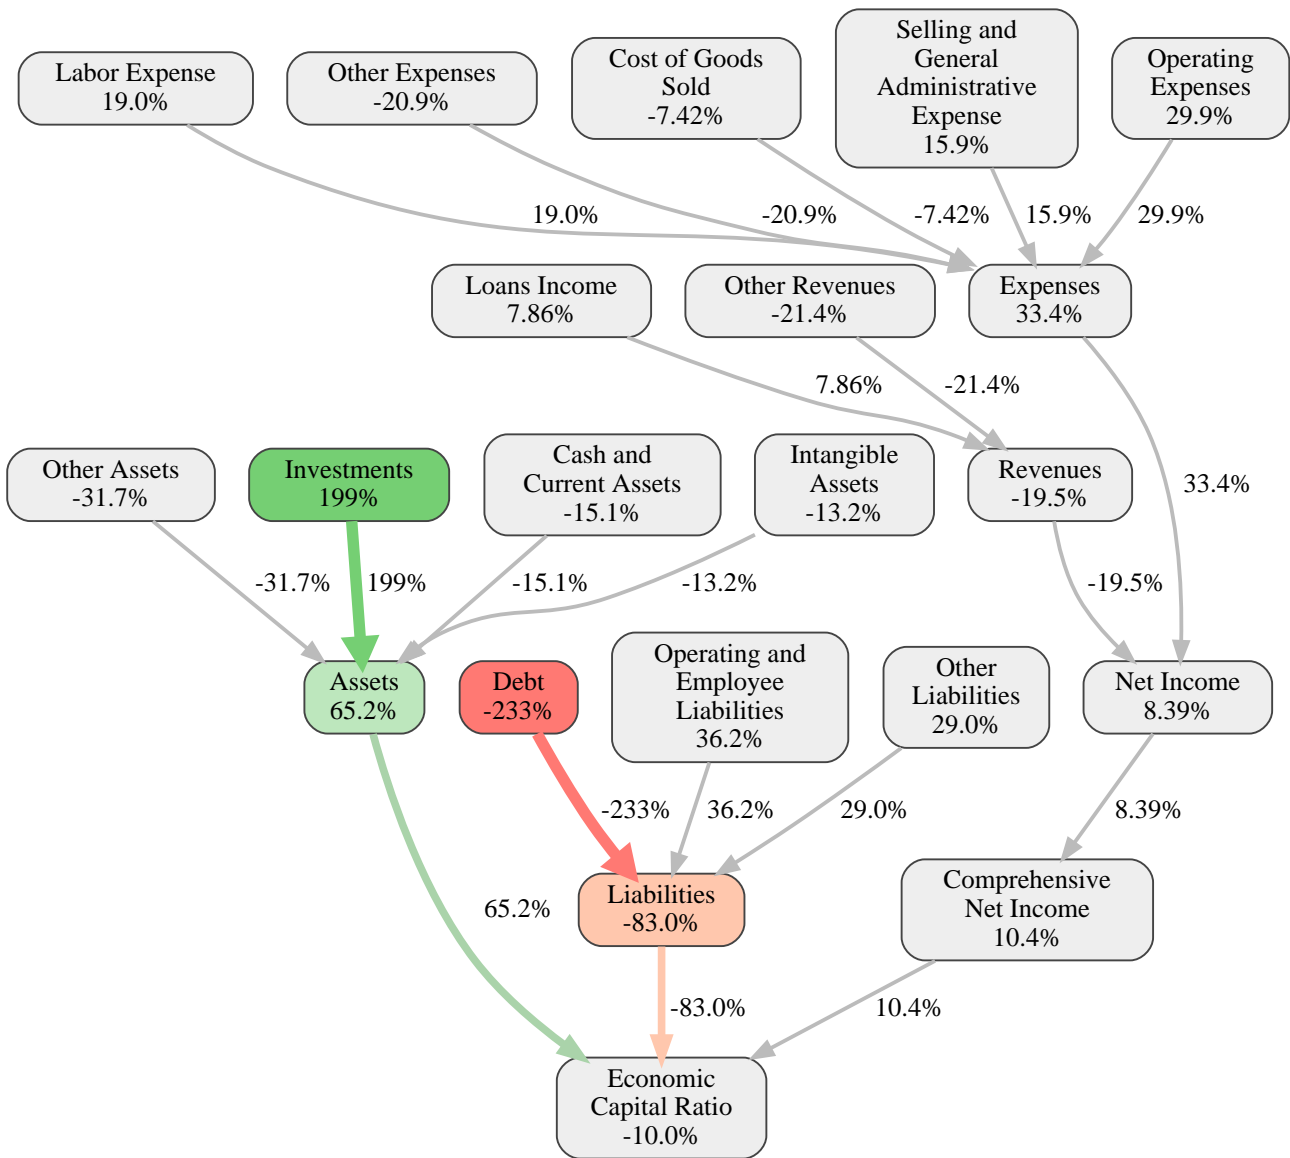 Labor Expense
19.0%
Other Expenses
-20.9%
Cost of Goods
Sold
-7.42%
Selling and
General
Administrative
Expense
15.9%
Operating
Expenses
29.9%
19.0%
-20.9%
-7.42%
15.9%
29.9%
Loans Income
7.86%
Other Revenues
-21.4%
Expenses
33.4%
7.86%
-21.4%
Other Assets
-31.7%
Investments
199%
Cash and
Current Assets
-15.1%
Intangible
Assets
-13.2%
Revenues
-19.5%
33.4%
-31.7%
199%
-15.1%
-13.2%
-19.5%
Assets
65.2%
Debt
-233%
Operating and
Employee
Liabilities
36.2%
Other
Liabilities
29.0%
Net Income
8.39%
-233%
36.2%
29.0%
8.39%
65.2%
Liabilities
-83.0%
Comprehensive
Net Income
10.4%
-83.0%
10.4%
Economic
Capital Ratio
-10.0%